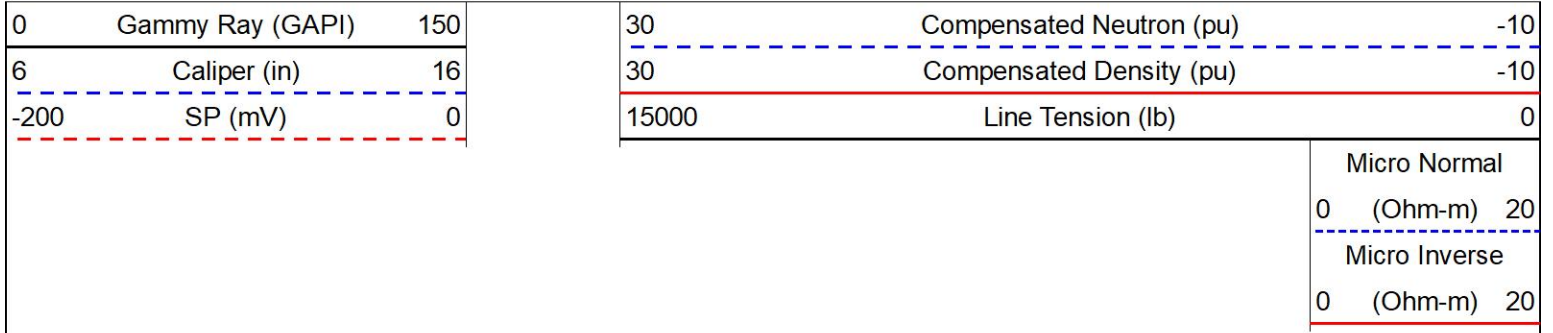 0 Gammy Ray (GAPI) 150 30 Compensated Neutron (pu) -10
6 Caliper (in) 16 30 Compensated Density (pu) -10
-200 SP (mV) 0 15000 Line Tension (lb) 0
Micro Normal
0 (Ohm-m) 20
Micro Inverse
0 (Ohm-m) 20